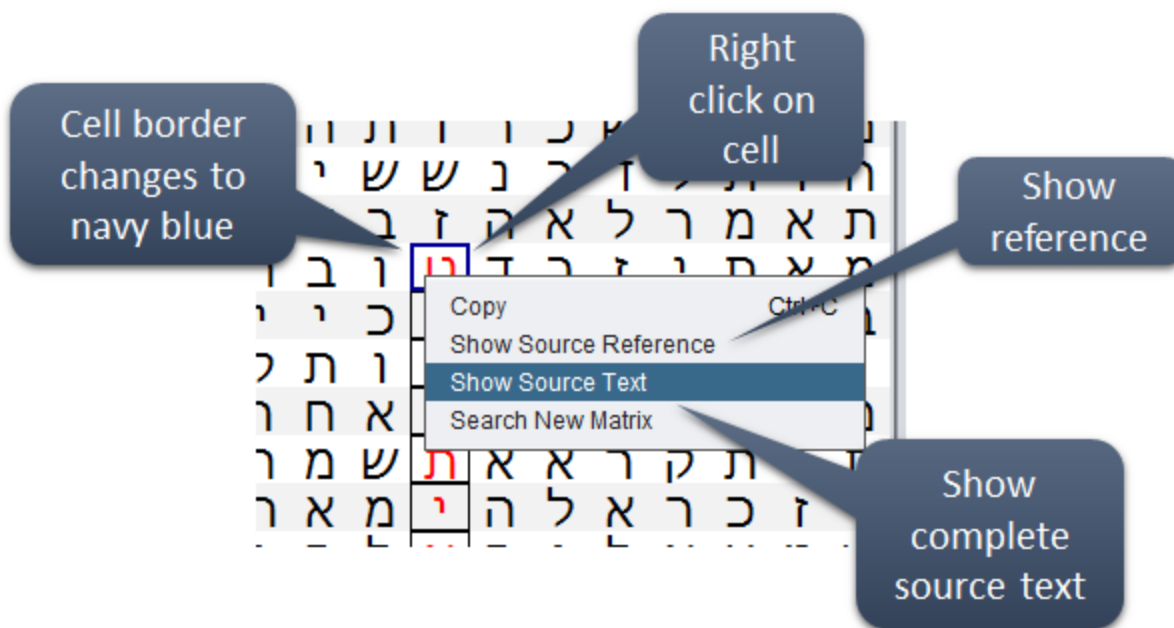 Cell border
changes to
navy blue
Right
click on
cell
Show
reference
נ ש ש י
ת א מ ר ל א ה ז ב
מ א ת ט ו ב
Copy Ctrl+C
Show Source Reference
Show Source Text
Search New Matrix
כ י י
ו ת
א ח
ת ק ר א א ת ש מ
ז כ ר א ל ה י מ א
Show
complete
source text